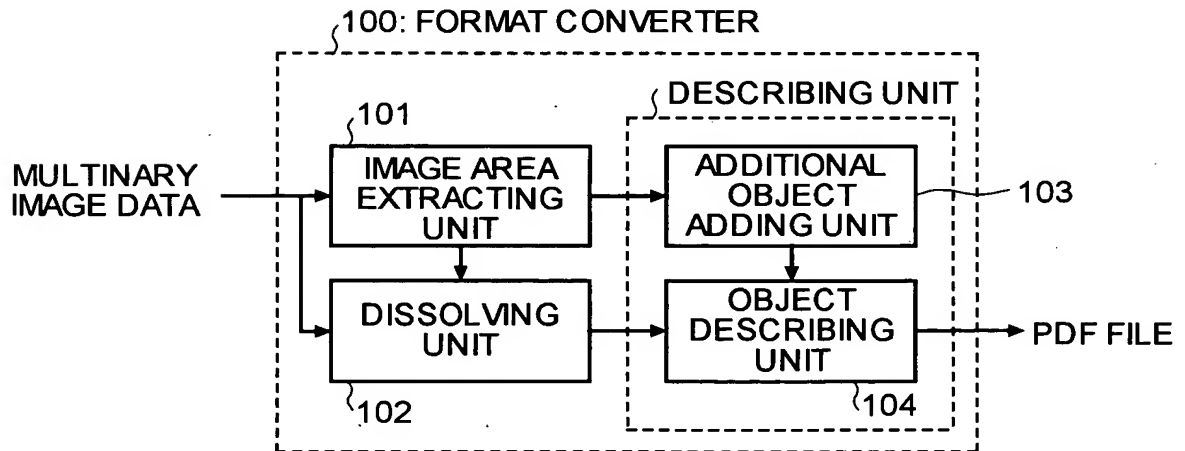 100: FORMAT CONVERTER
DESCRIBING UNIT
101
MULTINARY
IMAGE DATA
IMAGE AREA
EXTRACTING
UNIT
ADDITIONAL
OBJECT
ADDING UNIT
103
DISSOLVING
UNIT
OBJECT
DESCRIBING
UNIT
PDF FILE
102
104